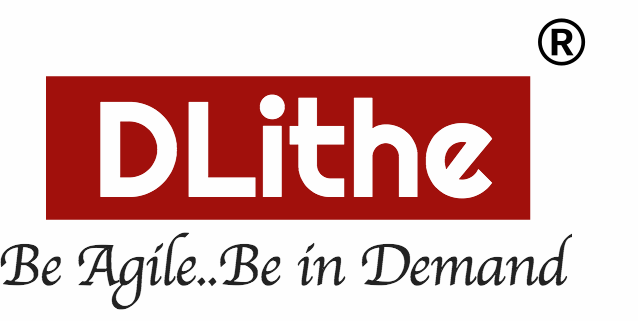 ®
DLithe
Be Agile..Be in Demand